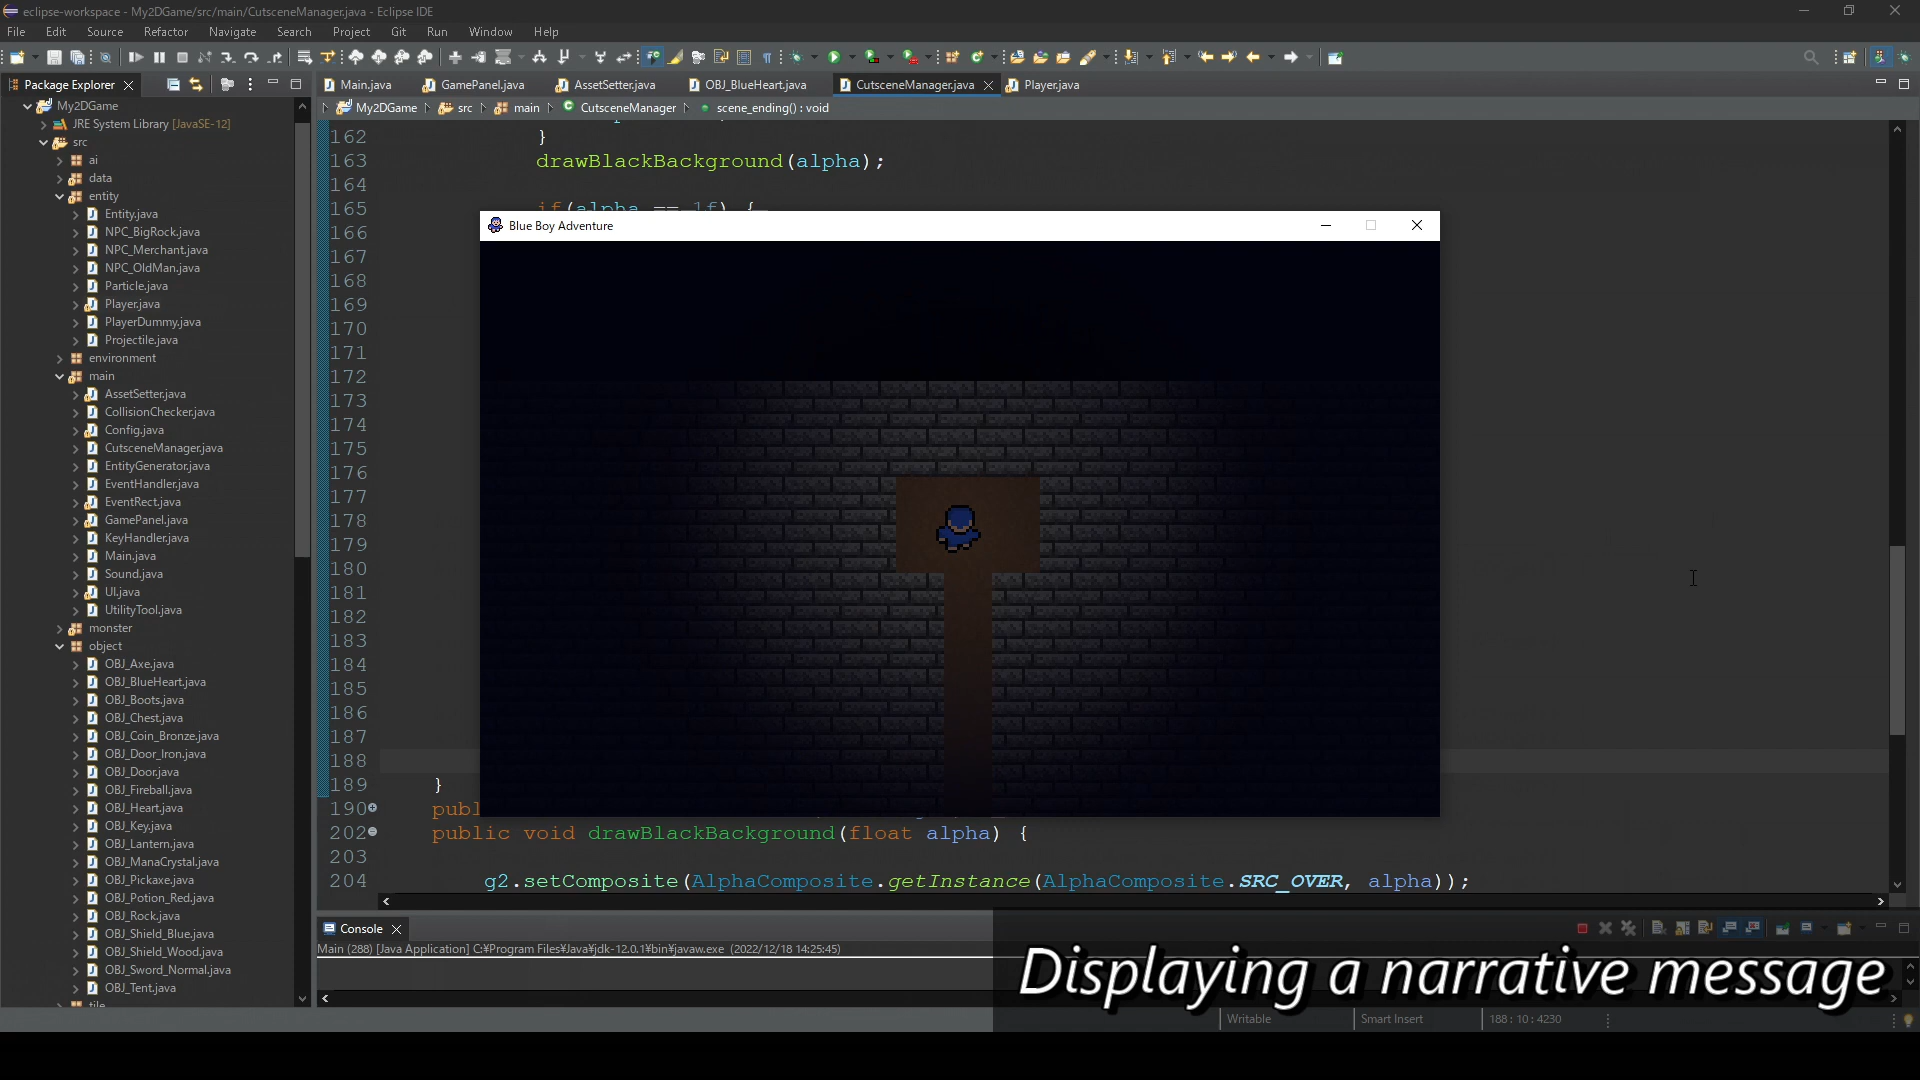 eclipse-workspace - My2DGame/src/main/CutsceneManager.java - Eclipse IDE
File Edit Source Refactor Navigate Search Project Git Run Window Help
Package Explorer
Main.java GamePanel.java AssetSetter.java OBJ_BlueHeart.java CutsceneManager.java Player.java
My2DGame src main CutsceneManager scene_ending() : void
My2DGame
JRE System Library [JavaSE-12]
src
ai
data
entity
Entity.java
NPC_BigRock.java
NPC_Merchant.java
NPC_OldMan.java
Particle.java
Player.java
PlayerDummy.java
Projectile.java
environment
main
AssetSetter.java
CollisionChecker.java
Config.java
CutsceneManager.java
EntityGenerator.java
EventHandler.java
EventRect.java
GamePanel.java
KeyHandler.java
Main.java
Sound.java
UI.java
UtilityTool.java
monster
object
OBJ_Axe.java
OBJ_BlueHeart.java
OBJ_Boots.java
OBJ_Chest.java
OBJ_Coin_Bronze.java
OBJ_Door_Iron.java
OBJ_Door.java
OBJ_Fireball.java
OBJ_Heart.java
OBJ_Key.java
OBJ_Lantern.java
OBJ_ManaCrystal.java
OBJ_Pickaxe.java
OBJ_Potion_Red.java
OBJ_Rock.java
OBJ_Shield_Blue.java
OBJ_Shield_Wood.java
OBJ_Sword_Normal.java
OBJ_Tent.java
tile
162 }
163 drawBlackBackground(alpha);
164
165 if(alpha == 1f) {
166
167
168
169
170
171
172
173
174
175
176
177
178
179
180
181
182
183
184
185
186
187
188
189 }
190 publ
202 public void drawBlackBackground(float alpha) {
203
204 g2.setComposite(AlphaComposite.getInstance(AlphaComposite.SRC_OVER, alpha));
Blue Boy Adventure
Console
Main (288) [Java Application] C:¥Program Files¥Java¥jdk-12.0.1¥bin¥javaw.exe (2022/12/18 14:25:45)
Displaying a narrative message
Writable Smart Insert 188 : 10 : 4230